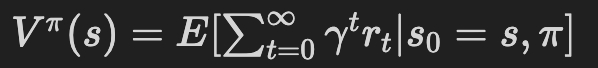 V^π(s) = E[∑_{t=0}^{∞} γ^t r_t | s_0 = s, π]